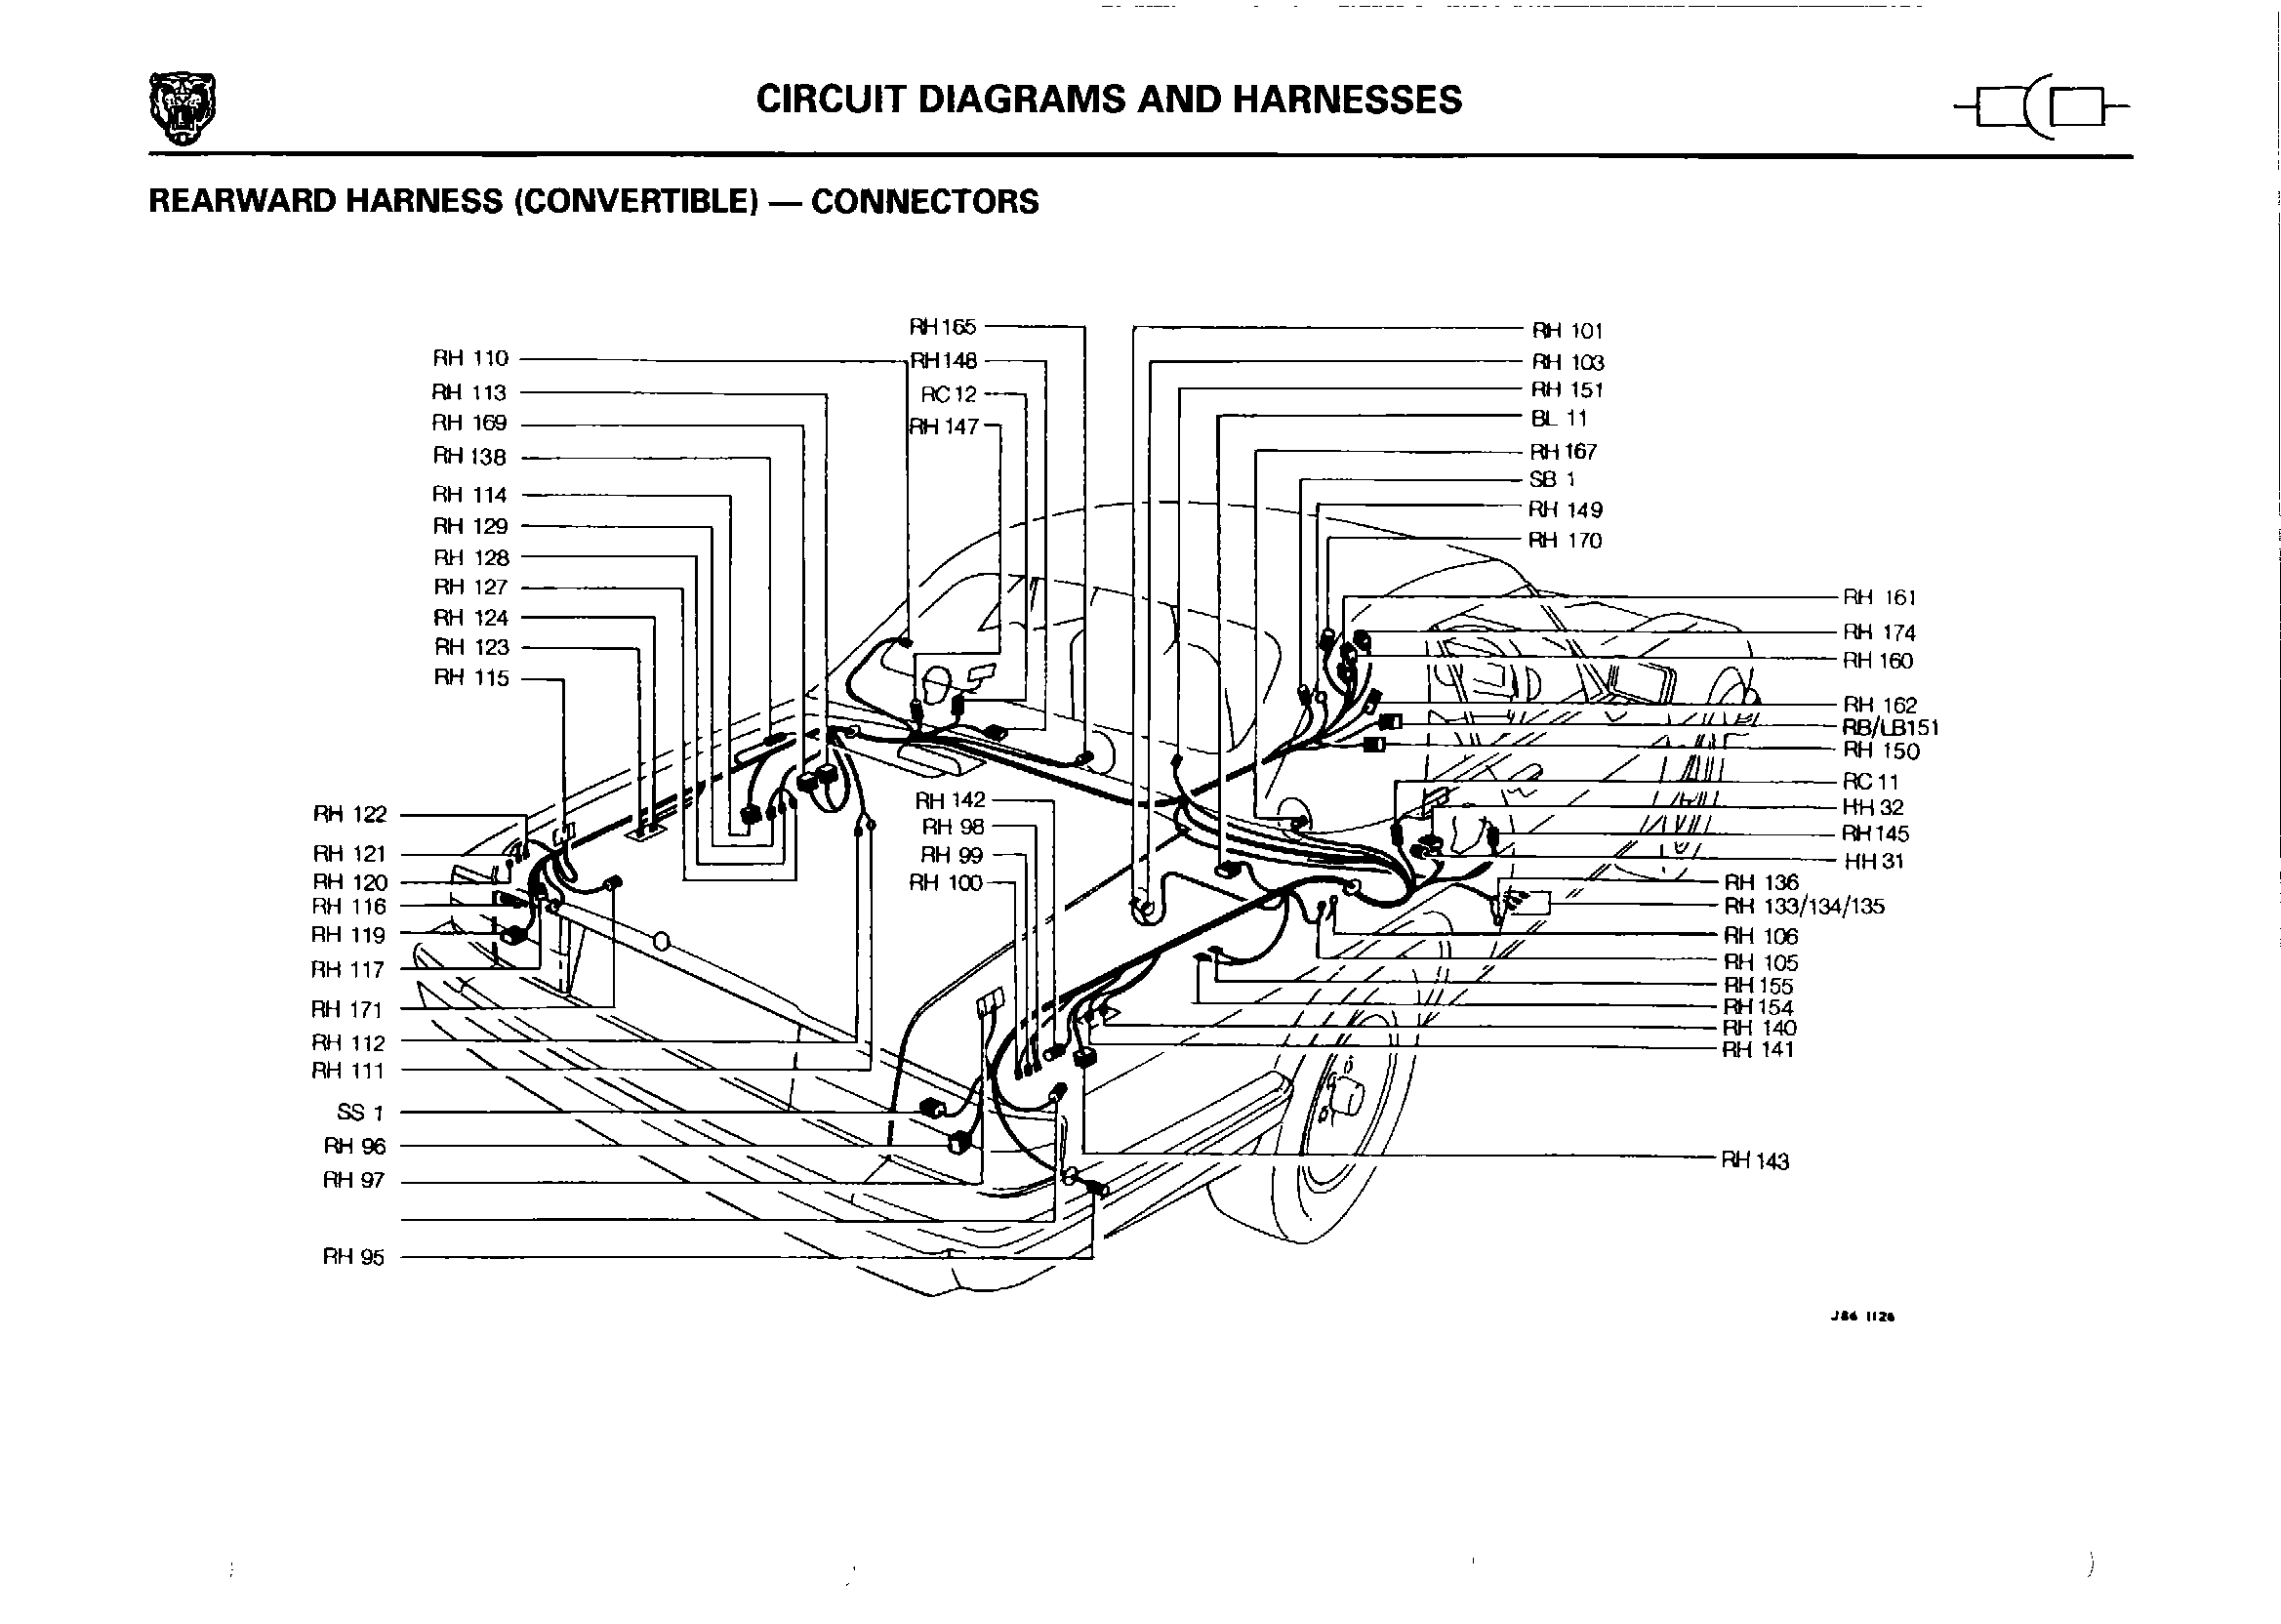 CIRCUIT DIAGRAMS AND HARNESSES
REARWARD HARNESS (CONVERTIBLE) — CONNECTORS
RH 110
RH 113
RH 169
RH 138
RH 114
RH 129
RH 128
RH 127
RH 124
RH 123
RH 115
RH 165
RH 148
RC 12
RH 147
RH 101
RH 103
RH 151
BL 11
RH 167
SB 1
RH 149
RH 170
RH 161
RH 174
RH 160
RH 162
RB/LB151
RH 150
RC 11
HH 32
RH 145
HH 31
RH 136
RH 133/134/135
RH 106
RH 105
RH 155
RH 154
RH 140
RH 141
RH 143
RH 142
RH 98
RH 99
RH 100
RH 122
RH 121
RH 120
RH 116
RH 119
RH 117
RH 171
RH 112
RH 111
SS 1
RH 96
RH 97
RH 95
J86 1126